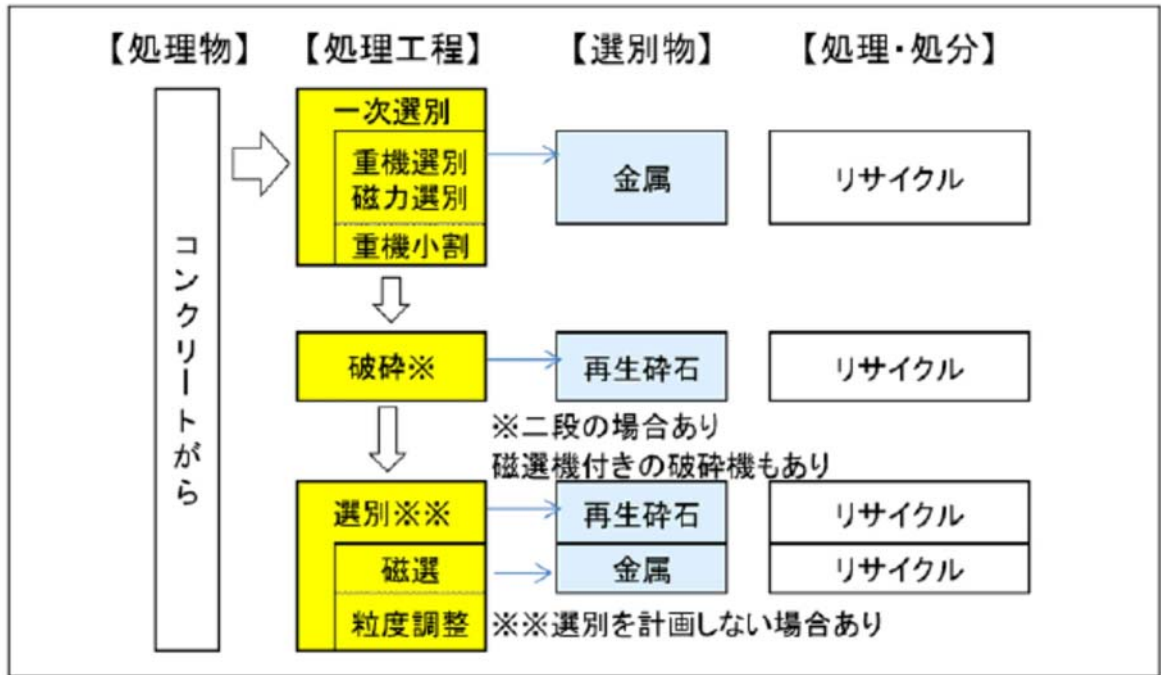 【処理物】 【処理工程】 【選別物】 【処理・処分】
コンクリートがら
一次選別
重機選別 金属 リサイクル
磁力選別
重機小割
破砕※ 再生砕石 リサイクル
※二段の場合あり
磁選機付きの破砕機もあり
選別※※ 再生砕石 リサイクル
磁選 金属 リサイクル
粒度調整 ※※選別を計画しない場合あり